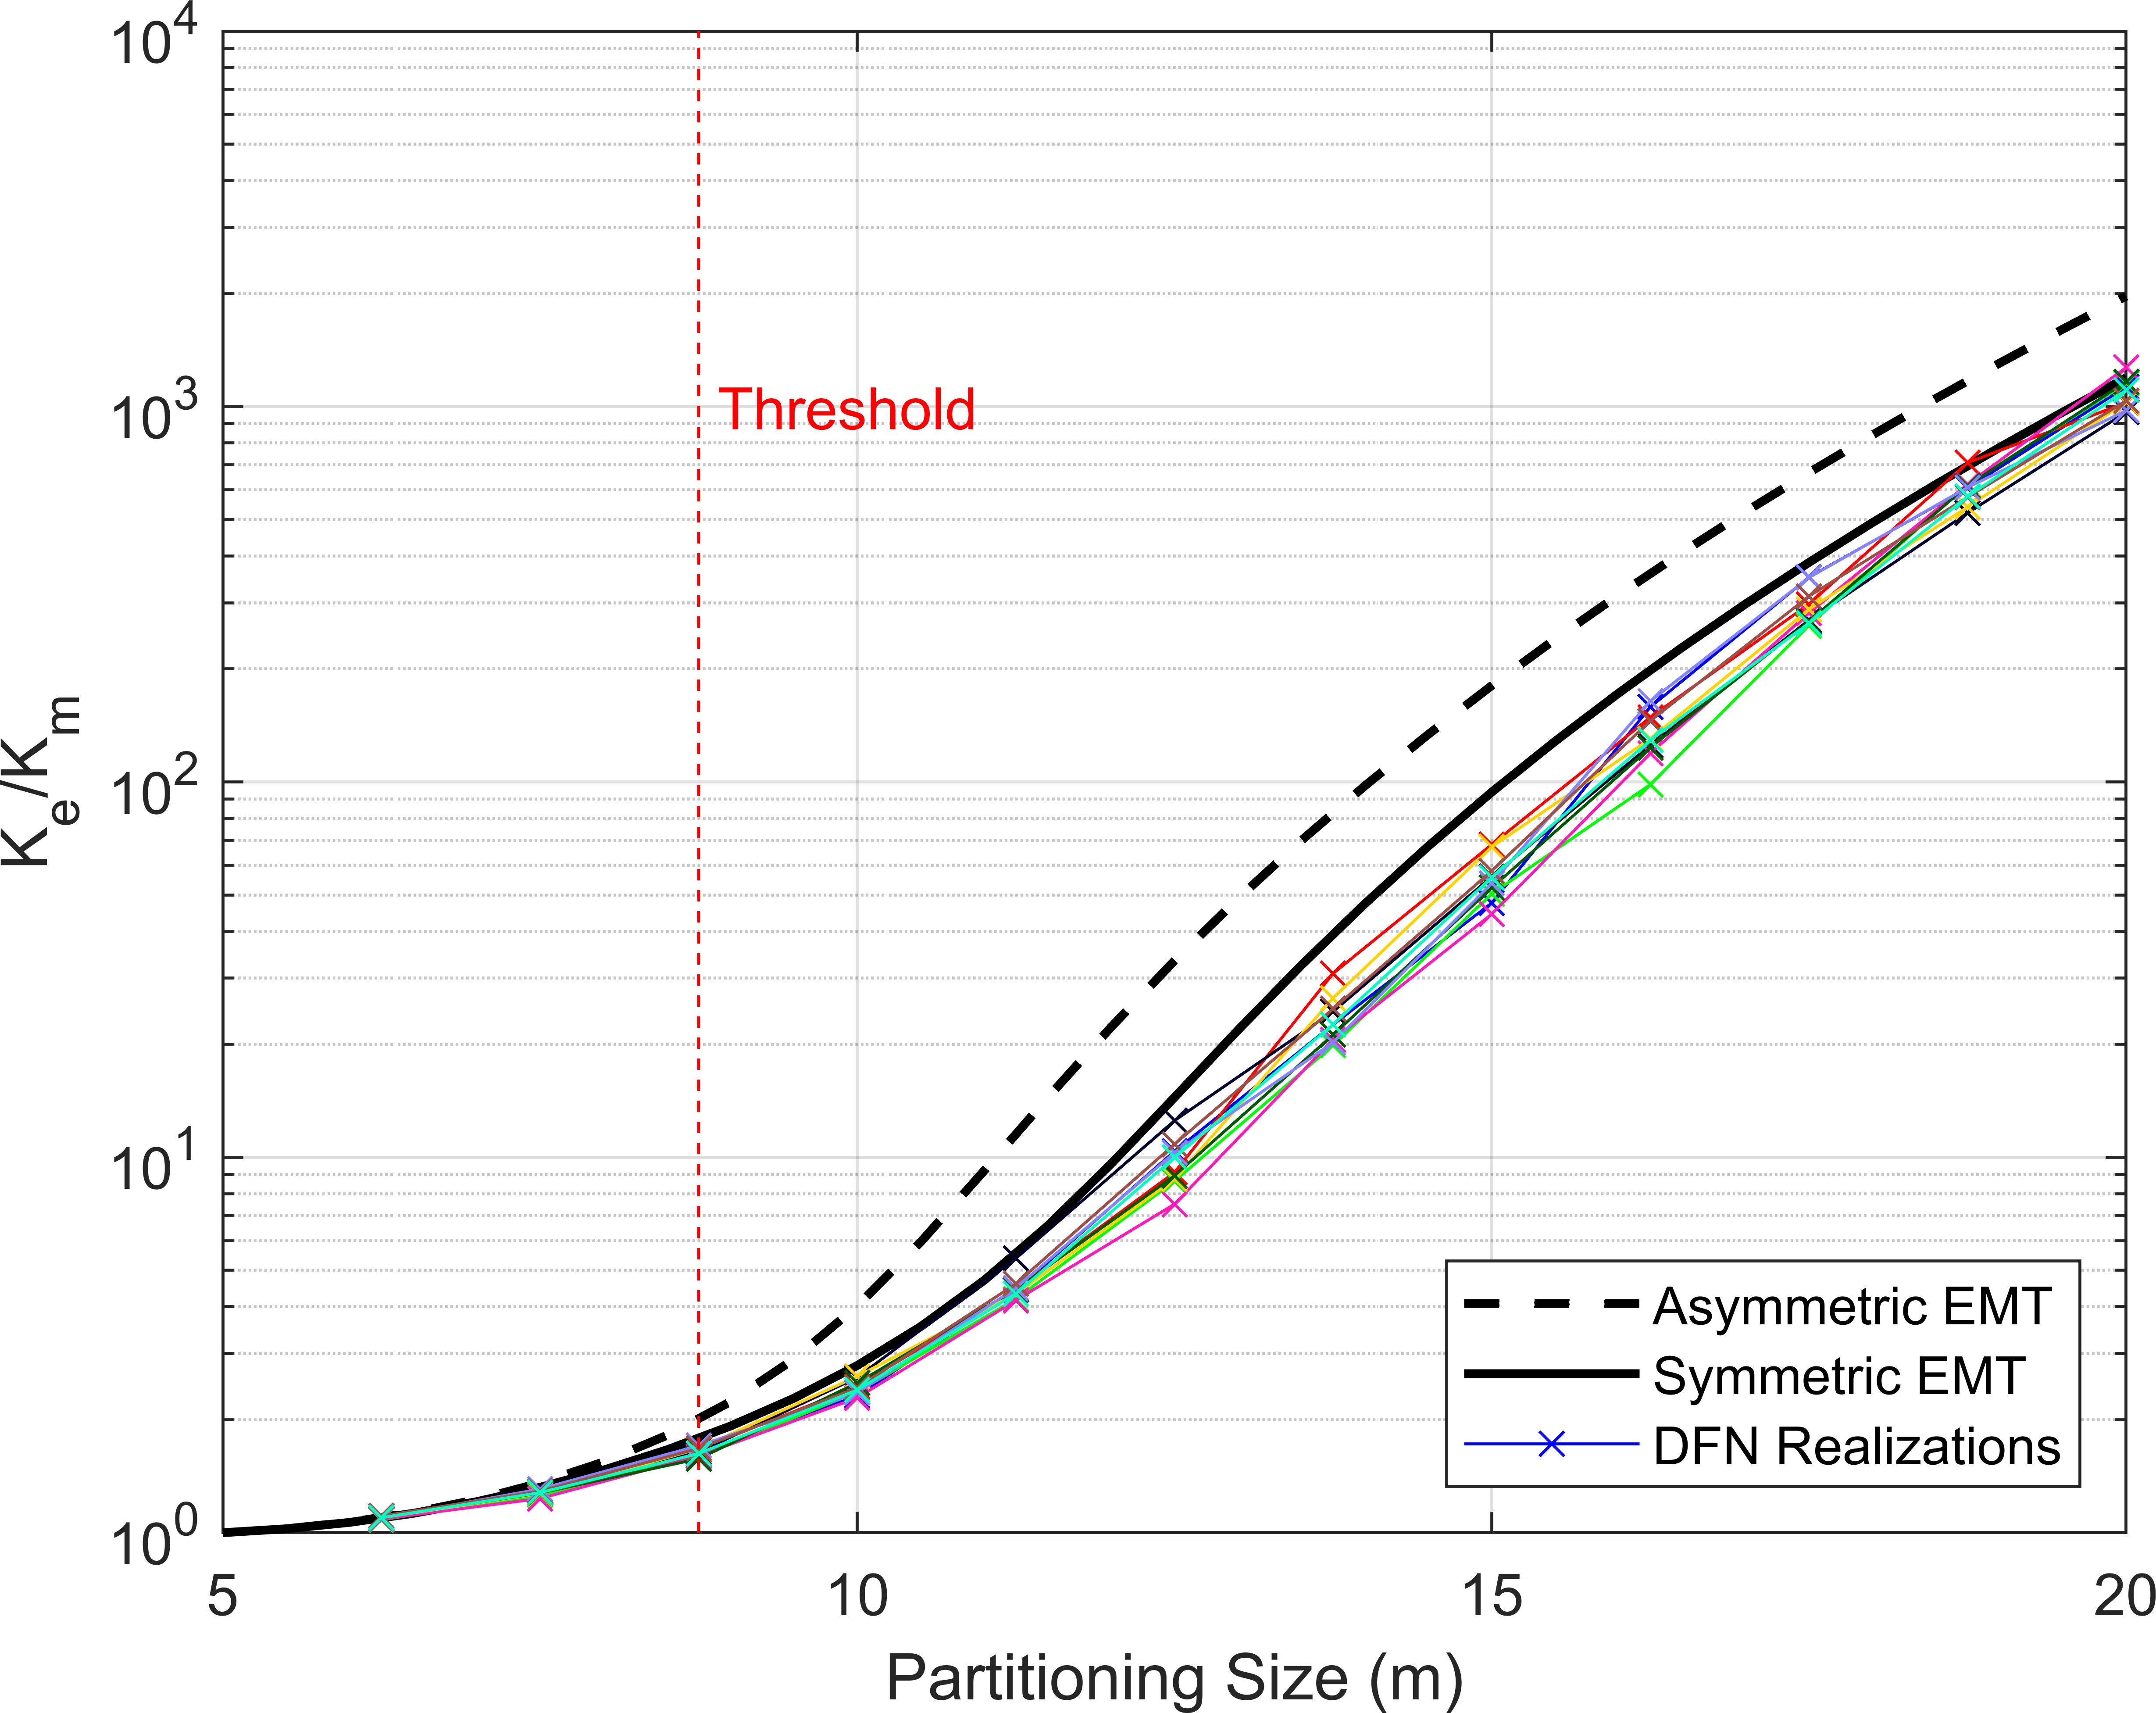 10^4
10^3
10^2
10^1
10^0
K_e/K_m
Threshold
Asymmetric EMT
Symmetric EMT
DFN Realizations
5 10 15 20
Partitioning Size (m)